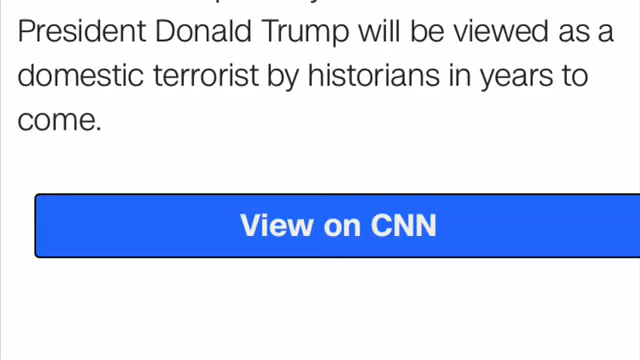 President Donald Trump will be viewed as a
domestic terrorist by historians in years to
come.
View on CNN